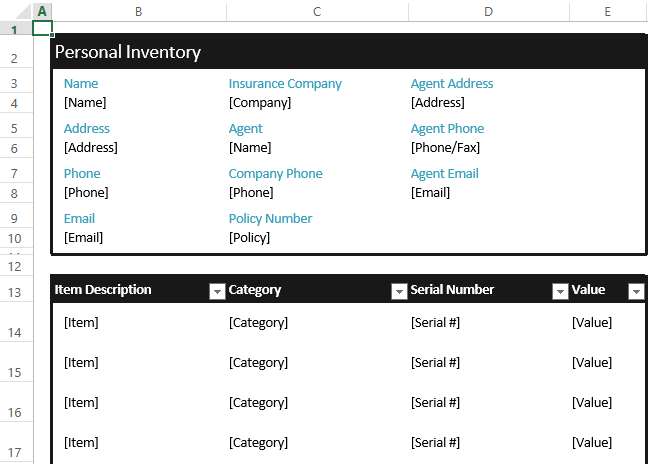 A B C D E
1
2 Personal Inventory
3 Name Insurance Company Agent Address
4 [Name] [Company] [Address]
5 Address Agent Agent Phone
6 [Address] [Name] [Phone/Fax]
7 Phone Company Phone Agent Email
8 [Phone] [Phone] [Email]
9 Email Policy Number
10 [Email] [Policy]
12
13 Item Description Category Serial Number Value
14 [Item] [Category] [Serial #] [Value]
15 [Item] [Category] [Serial #] [Value]
16 [Item] [Category] [Serial #] [Value]
17 [Item] [Category] [Serial #] [Value]